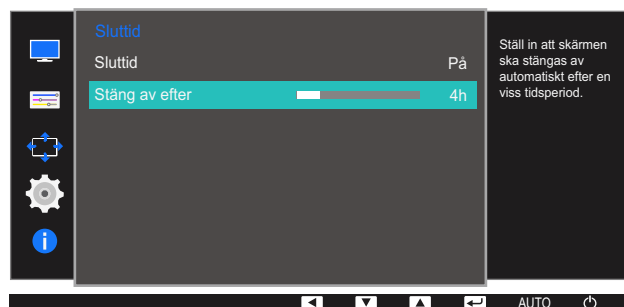 Sluttid
Sluttid På
Stäng av efter 4h
Ställ in att skärmen
ska stängas av
automatiskt efter en
viss tidsperiod.
AUTO